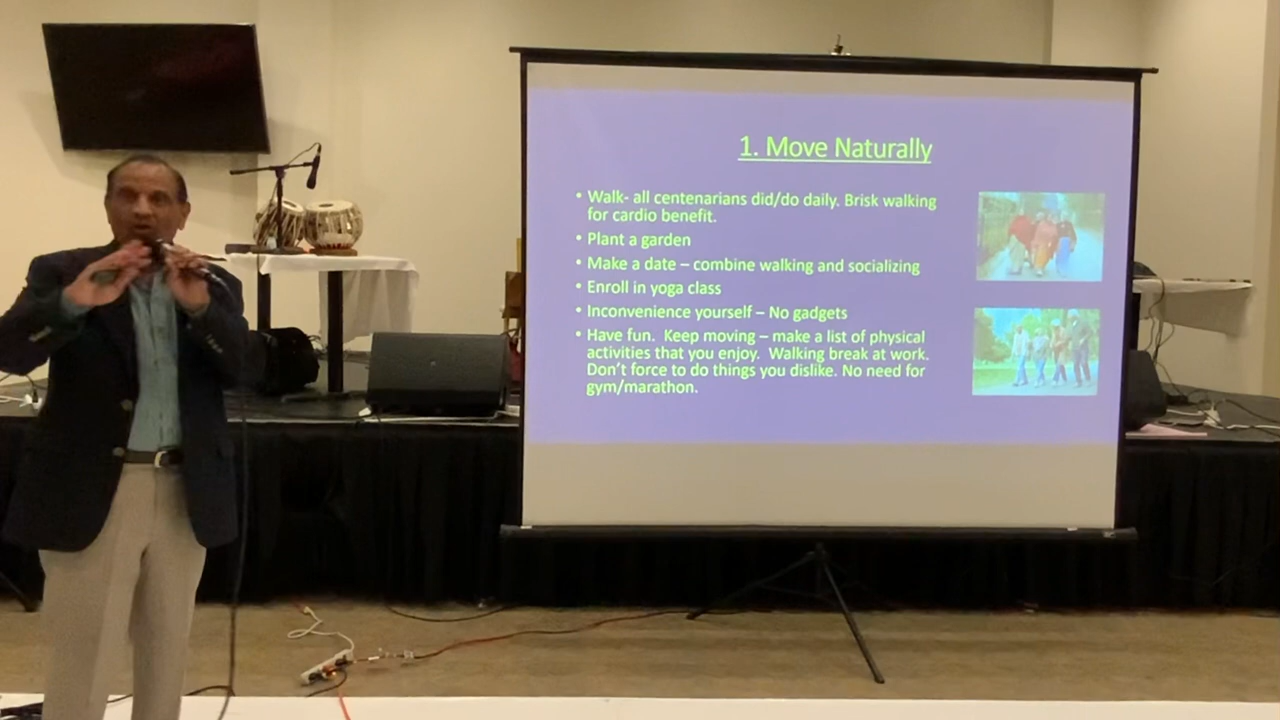 1. Move Naturally
• Walk- all centenarians did/do daily. Brisk walking
for cardio benefit.
• Plant a garden
• Make a date – combine walking and socializing
• Enroll in yoga class
• Inconvenience yourself – No gadgets
• Have fun.  Keep moving – make a list of physical
activities that you enjoy.  Walking break at work.
Don't force to do things you dislike. No need for
gym/marathon.